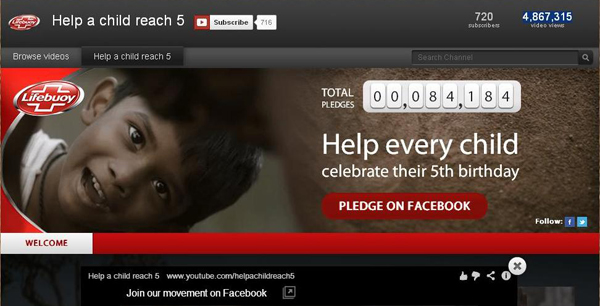 Lifebuoy
Help a child reach 5
Subscribe
716
720
subscribers
4,867,315
video views
Browse videos
Help a child reach 5
Search Channel
Lifebuoy
TOTAL
PLEDGES
00,084,184
Help every child
celebrate their 5th birthday
PLEDGE ON FACEBOOK
Follow:
WELCOME
Help a child reach 5 www.youtube.com/helpachildreach5
Join our movement on Facebook